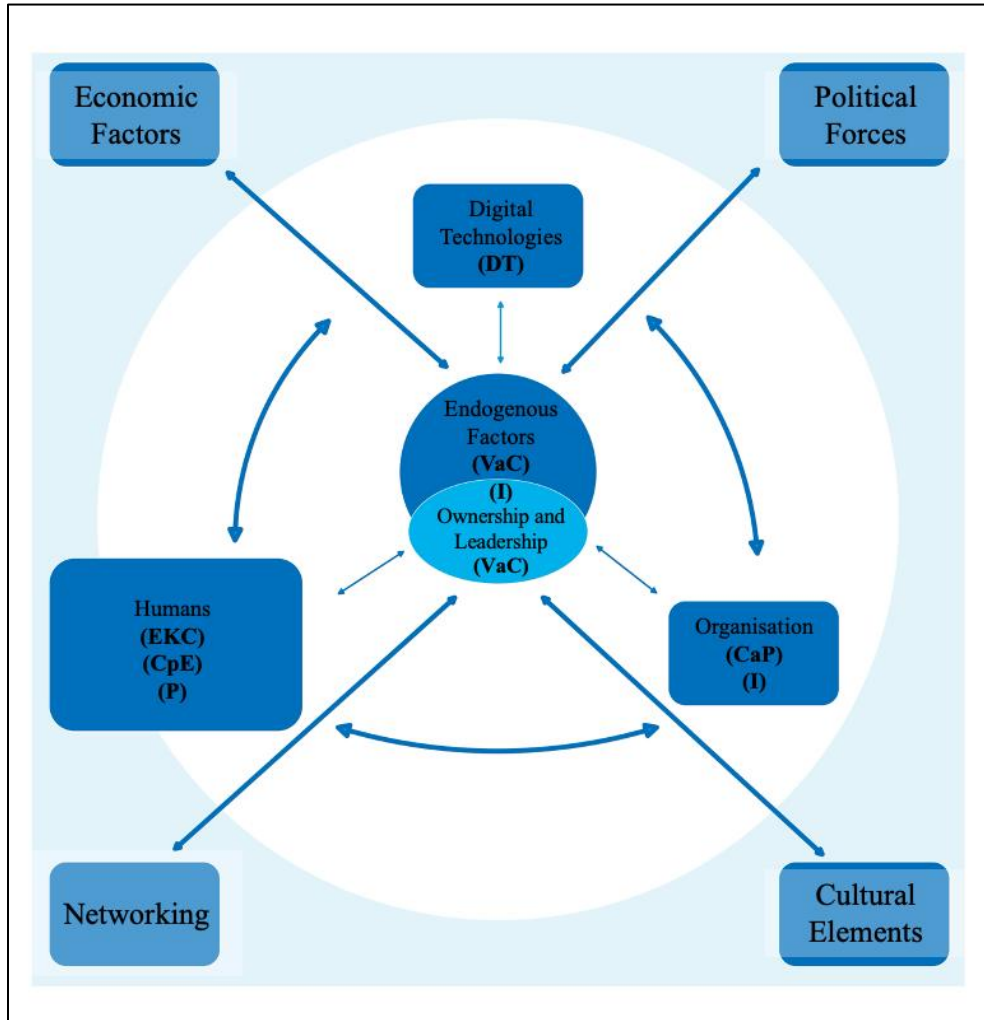 Economic
Factors
Political
Forces
Digital
Technologies
(DT)
Endogenous
Factors
(VaC)
(I)
Ownership and
Leadership
(VaC)
Humans
(EKC)
(CpE)
(P)
Organisation
(CaP)
(I)
Networking
Cultural
Elements